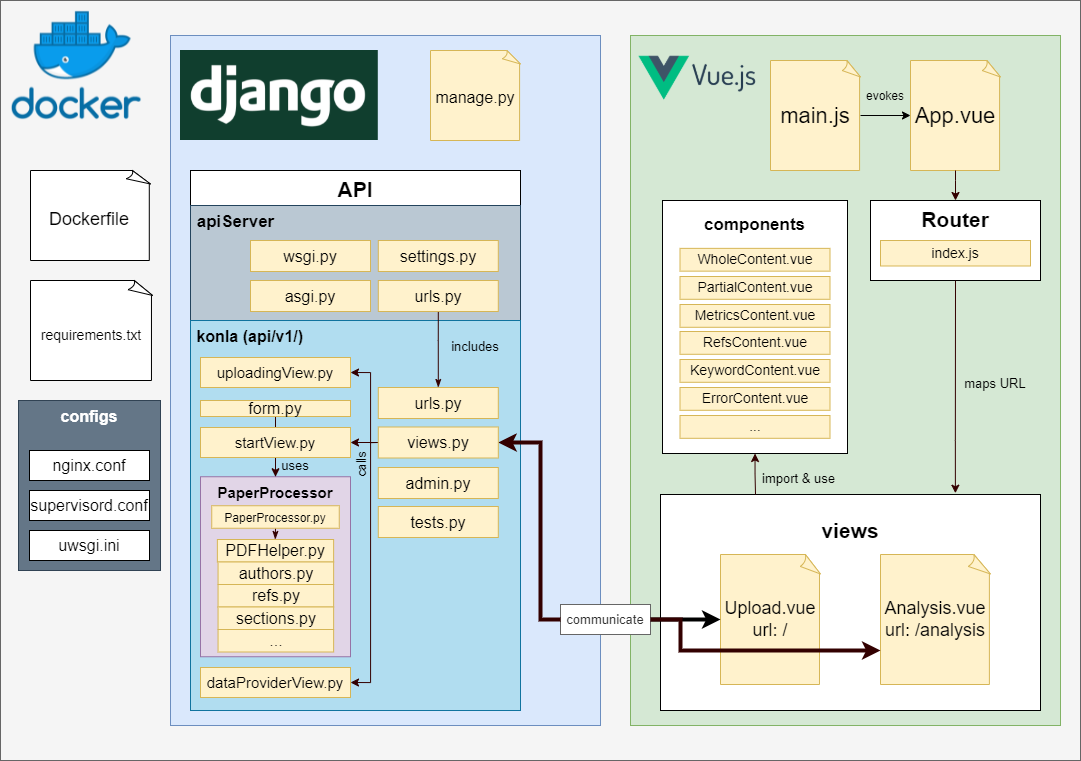 docker
Dockerfile
requirements.txt
configs
nginx.conf
supervisord.conf
uwsgi.ini
django
manage.py
API
apiServer
wsgi.py
settings.py
asgi.py
urls.py
includes
konla (api/v1/)
uploadingView.py
form.py
startView.py
uses
calls
urls.py
views.py
admin.py
tests.py
PaperProcessor
PaperProcessor.py
PDFHelper.py
authors.py
refs.py
sections.py
...
dataProviderView.py
communicate
Vue.js
main.js
evokes
App.vue
Router
index.js
maps URL
components
WholeContent.vue
PartialContent.vue
MetricsContent.vue
RefsContent.vue
KeywordContent.vue
ErrorContent.vue
...
import & use
views
Upload.vue
url: /
Analysis.vue
url: /analysis